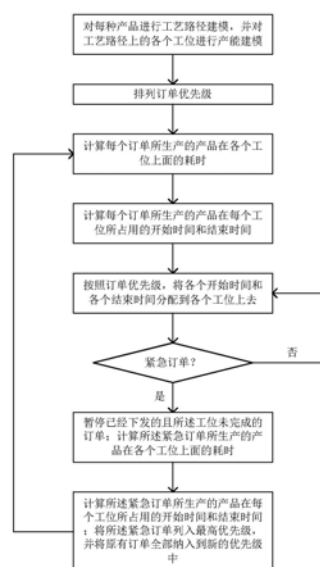 对每种产品进行工艺路径建模，并对
工艺路径上的各个工位进行产能建模
排列订单优先级
计算每个订单所生产的产品在各个工
位上面的耗时
计算每个订单所生产的产品在每个工
位所占用的开始时间和结束时间
按照订单优先级，将各个开始时间和
各个结束时间分配到各个工位上去
紧急订单？
否
是
暂停已经下发的且所述工位未完成的
订单；计算所述紧急订单所生产的产
品在各个工位上面的耗时
计算所述紧急订单所生产的产品在每
个工位所占用的开始时间和结束时间
；将所述紧急订单列入最高优先级，
并将原有订单全部纳入到新的优先级
中